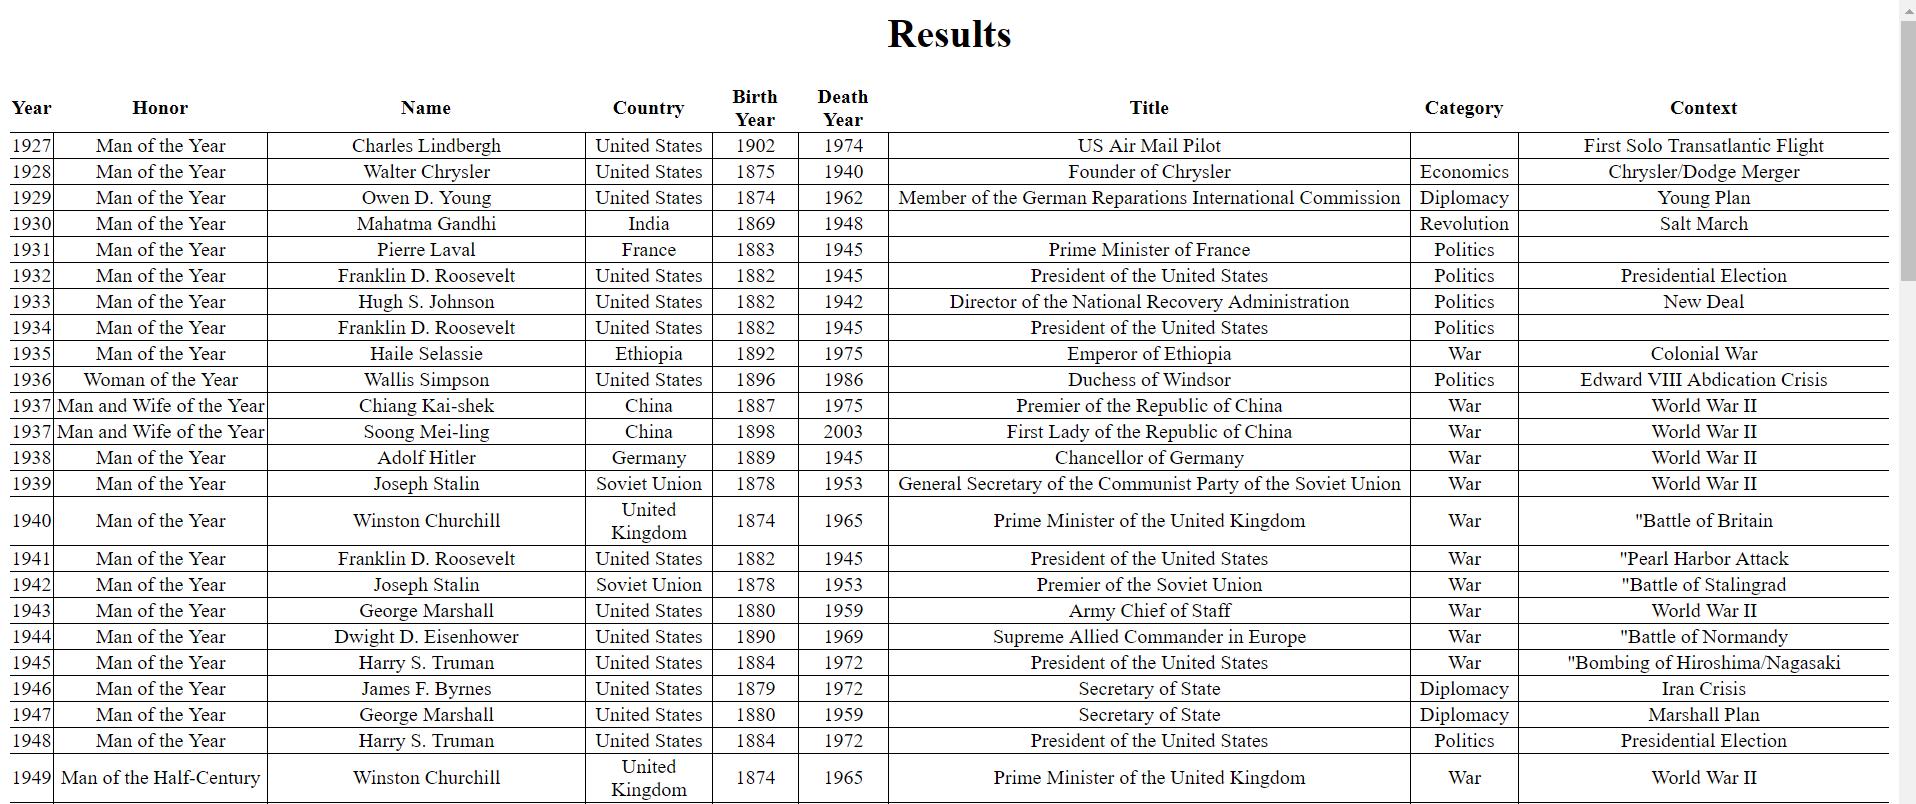 Results
Year Honor Name Country Birth Year Death Year Title Category Context
1927 Man of the Year Charles Lindbergh United States 1902 1974 US Air Mail Pilot First Solo Transatlantic Flight
1928 Man of the Year Walter Chrysler United States 1875 1940 Founder of Chrysler Economics Chrysler/Dodge Merger
1929 Man of the Year Owen D. Young United States 1874 1962 Member of the German Reparations International Commission Diplomacy Young Plan
1930 Man of the Year Mahatma Gandhi India 1869 1948 Revolution Salt March
1931 Man of the Year Pierre Laval France 1883 1945 Prime Minister of France Politics
1932 Man of the Year Franklin D. Roosevelt United States 1882 1945 President of the United States Politics Presidential Election
1933 Man of the Year Hugh S. Johnson United States 1882 1942 Director of the National Recovery Administration Politics New Deal
1934 Man of the Year Franklin D. Roosevelt United States 1882 1945 President of the United States Politics
1935 Man of the Year Haile Selassie Ethiopia 1892 1975 Emperor of Ethiopia War Colonial War
1936 Woman of the Year Wallis Simpson United States 1896 1986 Duchess of Windsor Politics Edward VIII Abdication Crisis
1937 Man and Wife of the Year Chiang Kai-shek China 1887 1975 Premier of the Republic of China War World War II
1937 Man and Wife of the Year Soong Mei-ling China 1898 2003 First Lady of the Republic of China War World War II
1938 Man of the Year Adolf Hitler Germany 1889 1945 Chancellor of Germany War World War II
1939 Man of the Year Joseph Stalin Soviet Union 1878 1953 General Secretary of the Communist Party of the Soviet Union War World War II
1940 Man of the Year Winston Churchill United Kingdom 1874 1965 Prime Minister of the United Kingdom War "Battle of Britain
1941 Man of the Year Franklin D. Roosevelt United States 1882 1945 President of the United States War "Pearl Harbor Attack
1942 Man of the Year Joseph Stalin Soviet Union 1878 1953 Premier of the Soviet Union War "Battle of Stalingrad
1943 Man of the Year George Marshall United States 1880 1959 Army Chief of Staff War World War II
1944 Man of the Year Dwight D. Eisenhower United States 1890 1969 Supreme Allied Commander in Europe War "Battle of Normandy
1945 Man of the Year Harry S. Truman United States 1884 1972 President of the United States War "Bombing of Hiroshima/Nagasaki
1946 Man of the Year James F. Byrnes United States 1879 1972 Secretary of State Diplomacy Iran Crisis
1947 Man of the Year George Marshall United States 1880 1959 Secretary of State Diplomacy Marshall Plan
1948 Man of the Year Harry S. Truman United States 1884 1972 President of the United States Politics Presidential Election
1949 Man of the Half-Century Winston Churchill United Kingdom 1874 1965 Prime Minister of the United Kingdom War World War II